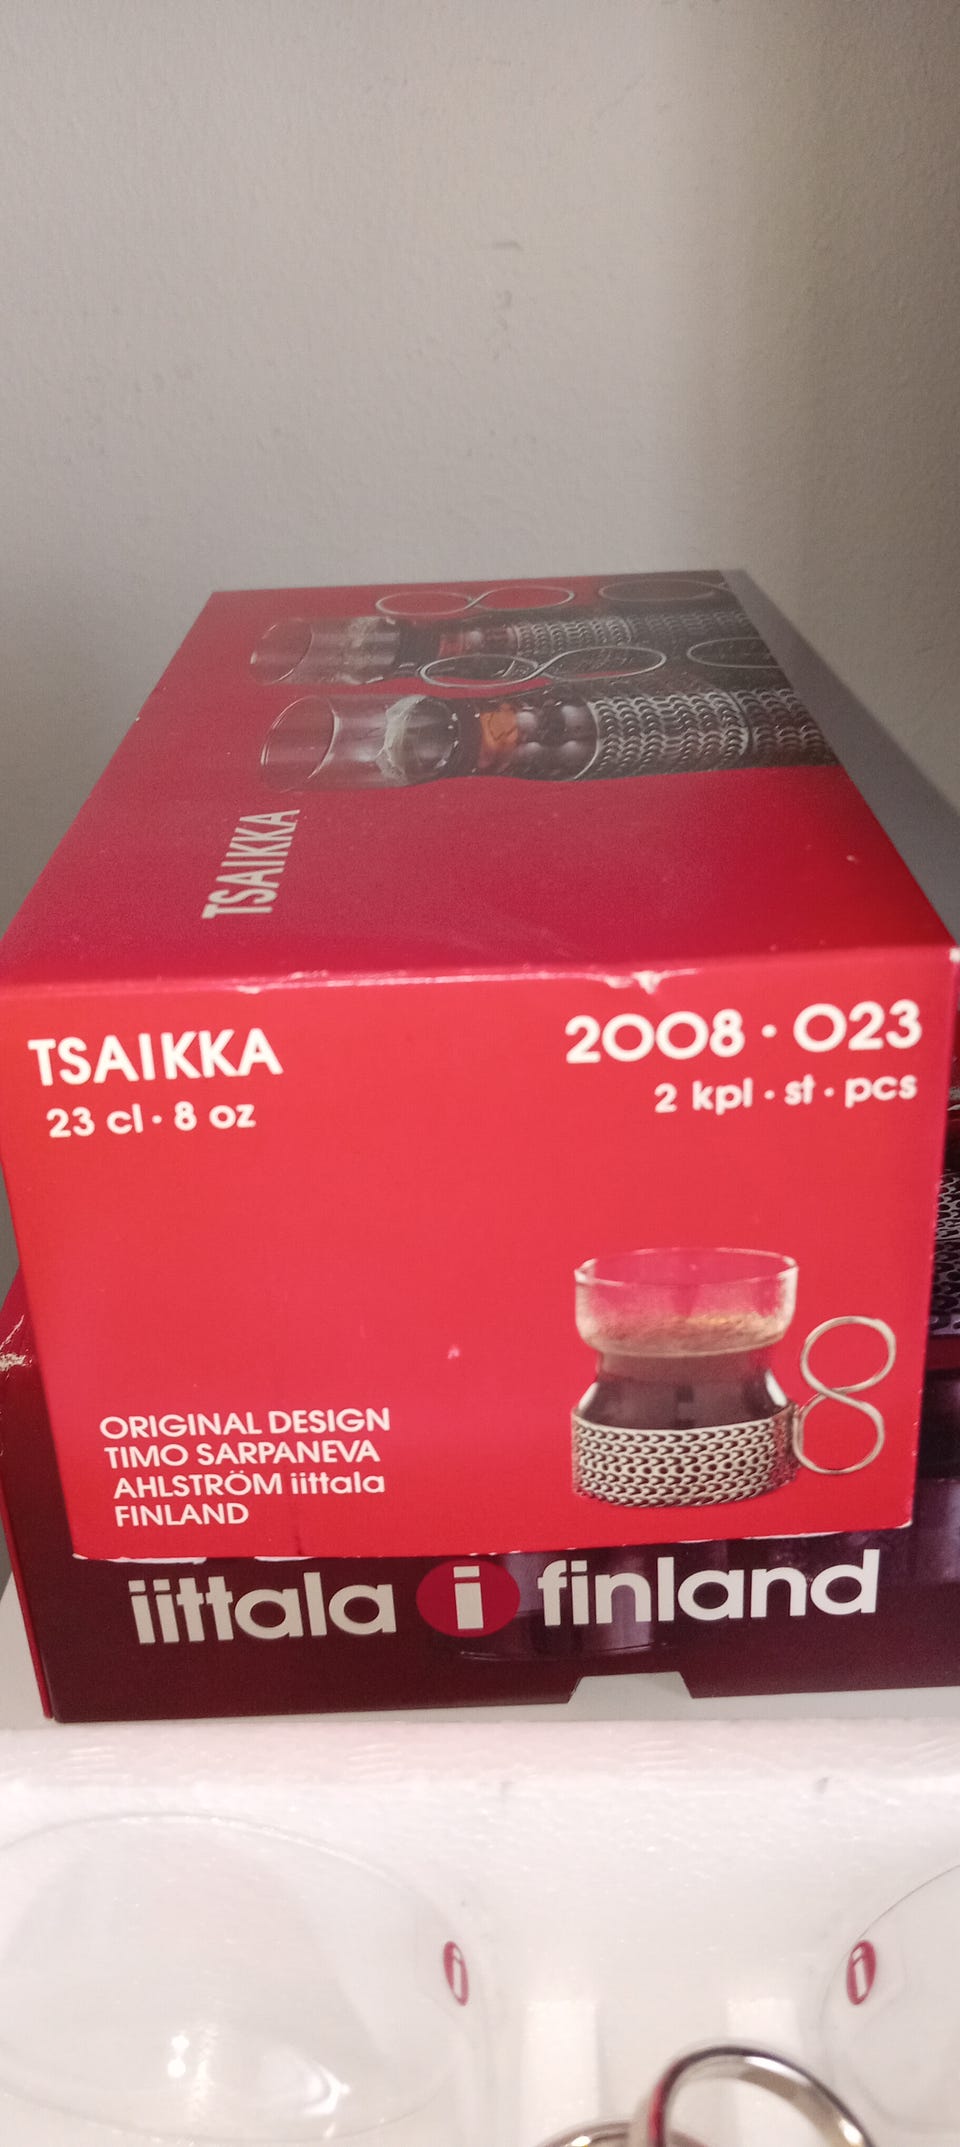 TSAIKKA
TSAIKKA
23 cl · 8 oz
2008 · 023
2 kpl · st · pcs
ORIGINAL DESIGN
TIMO SARPANEVA
AHLSTRÖM iittala
FINLAND
iittala i finland
i
i